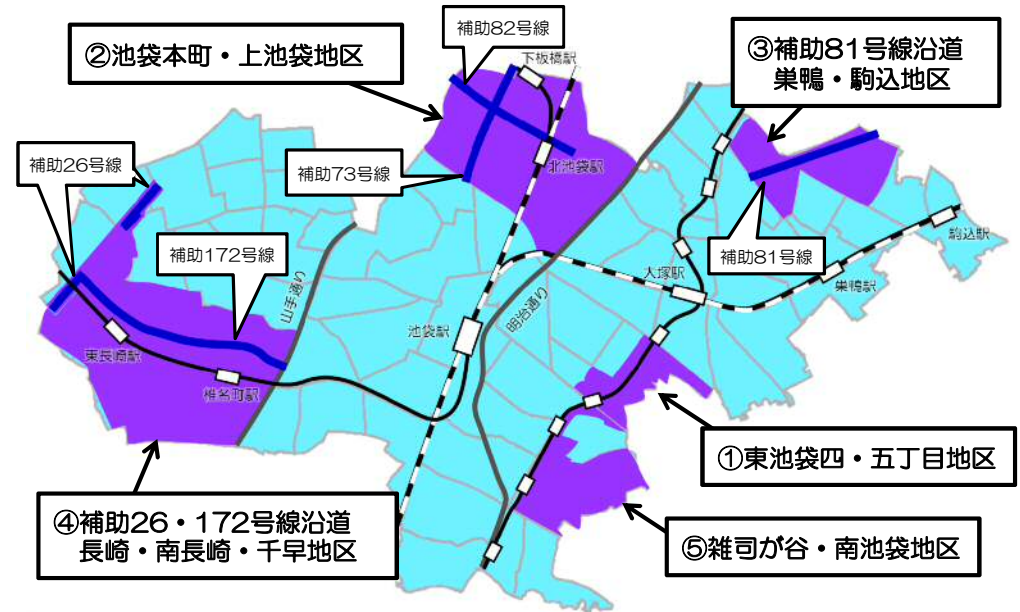 ②池袋本町・上池袋地区
補助82号線
下板橋駅
③補助81号線沿道
巣鴨・駒込地区
補助26号線
補助73号線
北池袋駅
補助172号線
山手通り
明治通り
大塚駅
補助81号線
駒込駅
巣鴨駅
池袋駅
東長崎駅
椎名町駅
①東池袋四・五丁目地区
④補助26・172号線沿道
長崎・南長崎・千早地区
⑤雑司が谷・南池袋地区